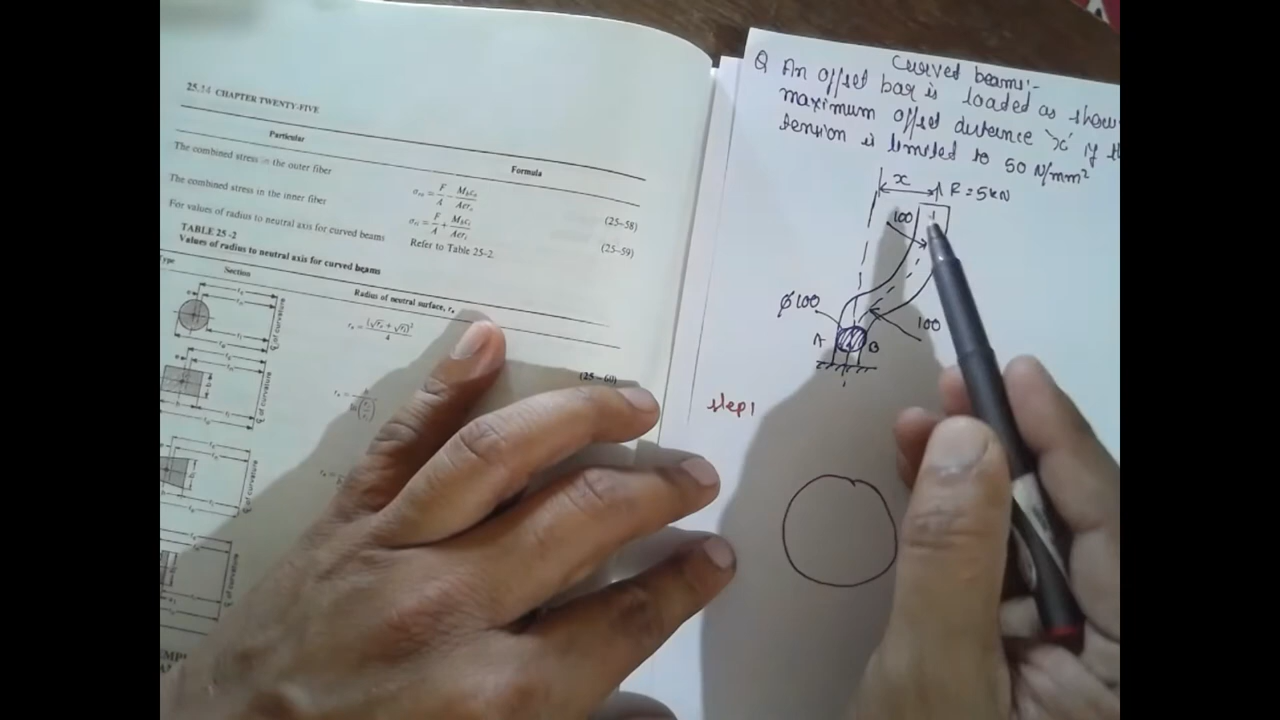 25.14 CHAPTER TWENTY-FIVE
Particular
Formula
The combined stress in the outer fiber
(25-58)
The combined stress in the inner fiber
(25-59)
For values of radius to neutral axis for curved beams
Refer to Table 25-2
TABLE 25-2
Values of radius to neutral axis for curved beams
Section
Radius of neutral surface, rₙ
(25-60)
Curved beams:-
Q An offset bar is loaded as show
maximum offset distance 'x' if th
tension is limited to 50 N/mm²
x
F = 5kN
100
ϕ100
100
A
B
step1